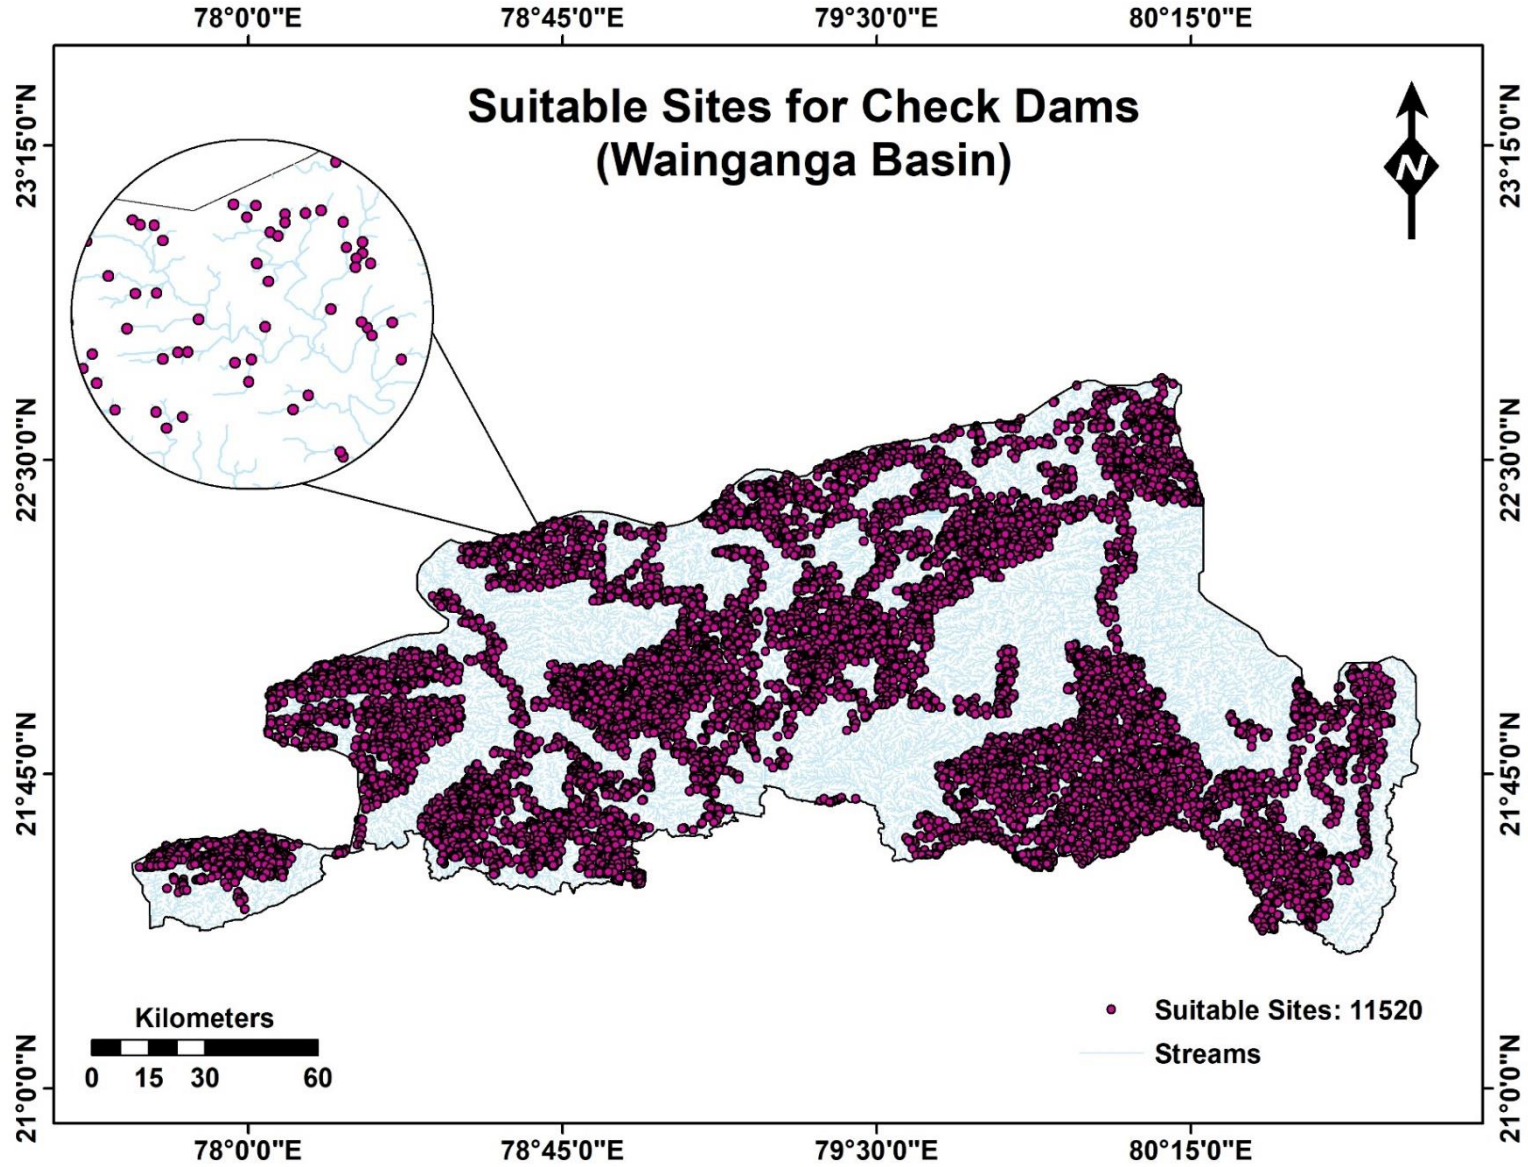 78°0'0"E 78°45'0"E 79°30'0"E 80°15'0"E
Suitable Sites for Check Dams
(Wainganga Basin)
N
23°15'0"N
22°30'0"N
21°45'0"N
21°0'0"N
23°15'0"N
22°30'0"N
21°45'0"N
21°0'0"N
Kilometers
0 15 30 60
Suitable Sites: 11520
Streams
78°0'0"E 78°45'0"E 79°30'0"E 80°15'0"E